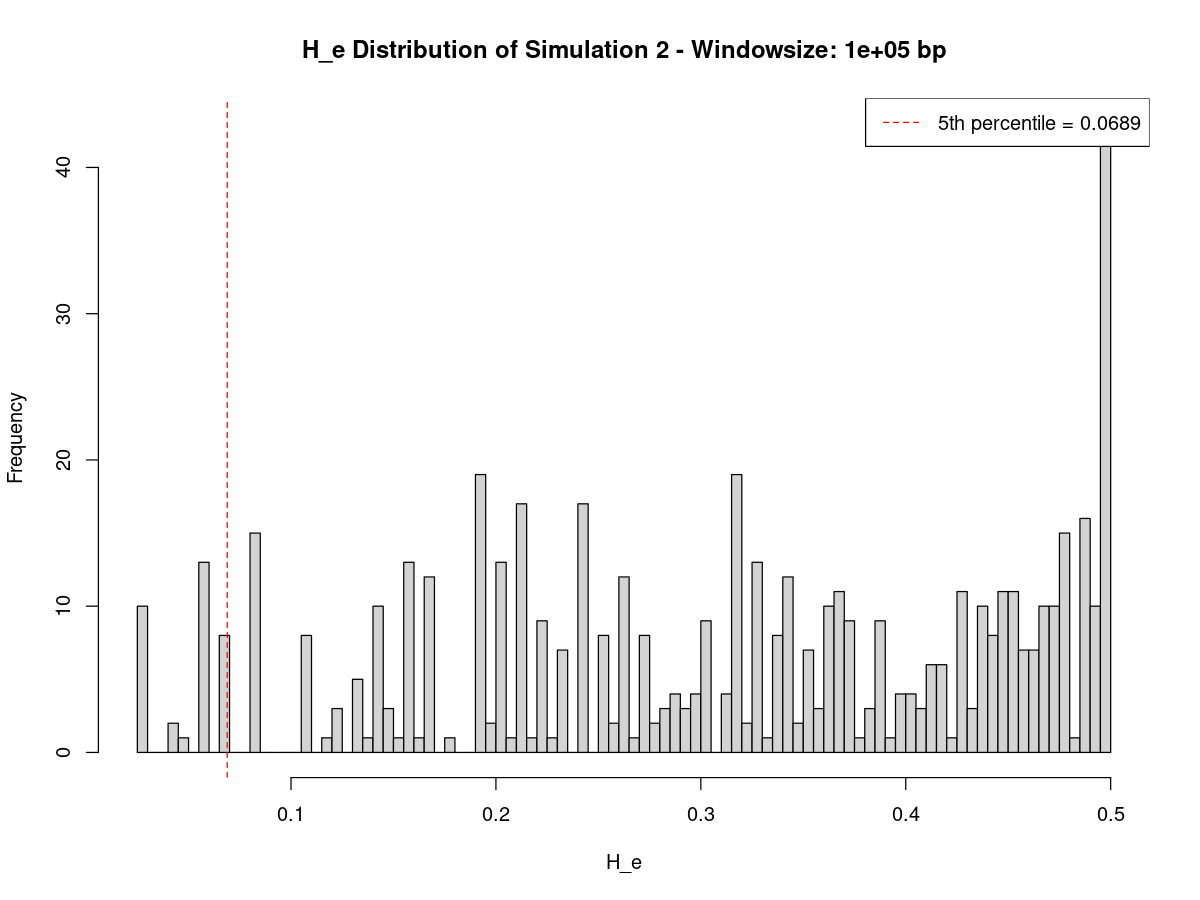 H_e Distribution of Simulation 2 - Windowsize: 1e+05 bp
5th percentile = 0.0689
Frequency
40
30
20
10
0
0.1 0.2 0.3 0.4 0.5
H_e